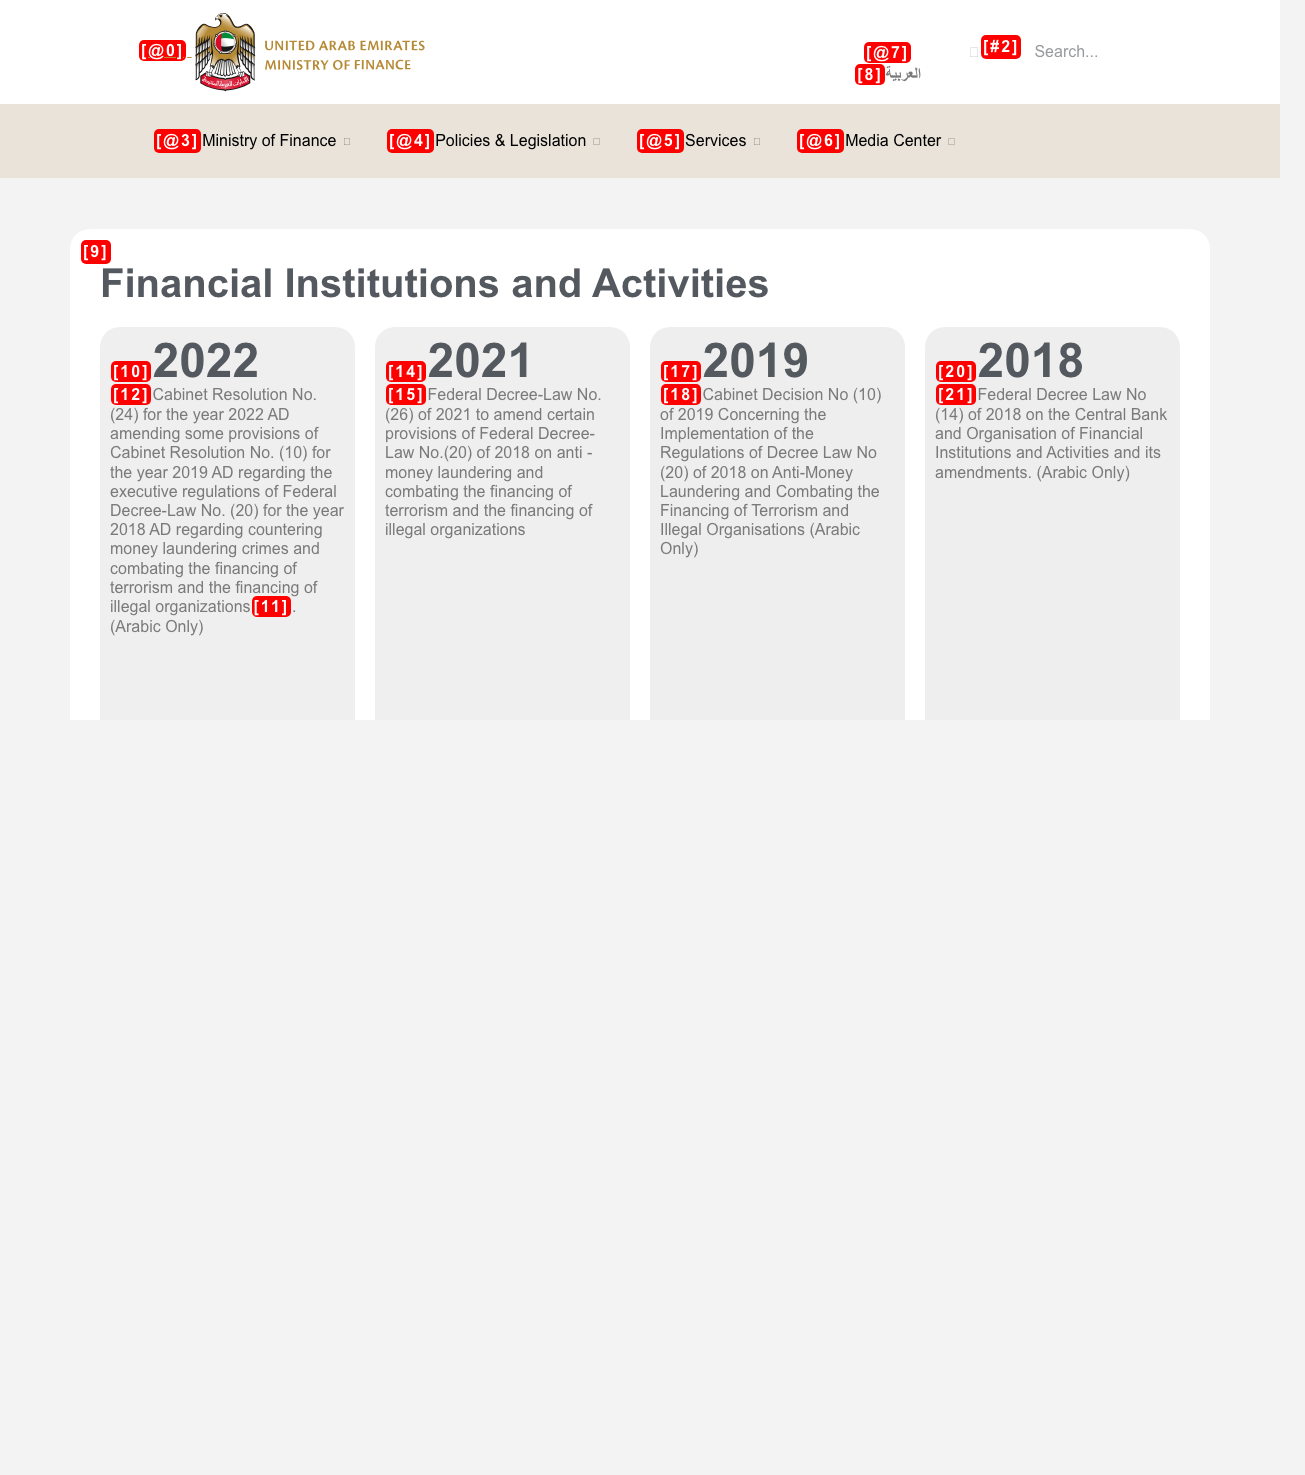 [@0]
UNITED ARAB EMIRATES
MINISTRY OF FINANCE
[@7]
[8] العربية
[#2] Search...
[@3] Ministry of Finance
[@4] Policies & Legislation
[@5] Services
[@6] Media Center
[9]
Financial Institutions and Activities
[10] 2022
[12] Cabinet Resolution No.
(24) for the year 2022 AD
amending some provisions of
Cabinet Resolution No. (10) for
the year 2019 AD regarding the
executive regulations of Federal
Decree-Law No. (20) for the year
2018 AD regarding countering
money laundering crimes and
combating the financing of
terrorism and the financing of
illegal organizations [11] .
(Arabic Only)
[14] 2021
[15] Federal Decree-Law No.
(26) of 2021 to amend certain
provisions of Federal Decree-
Law No.(20) of 2018 on anti -
money laundering and
combating the financing of
terrorism and the financing of
illegal organizations
[17] 2019
[18] Cabinet Decision No (10)
of 2019 Concerning the
Implementation of the
Regulations of Decree Law No
(20) of 2018 on Anti-Money
Laundering and Combating the
Financing of Terrorism and
Illegal Organisations (Arabic
Only)
[20] 2018
[21] Federal Decree Law No
(14) of 2018 on the Central Bank
and Organisation of Financial
Institutions and Activities and its
amendments. (Arabic Only)